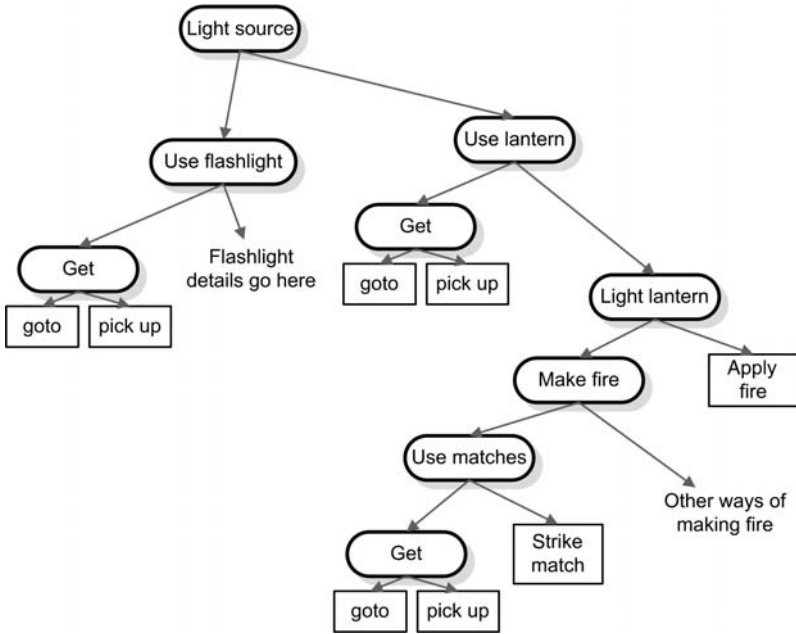 Light source
Use lantern
Use flashlight
Get
Flashlight
details go here
Get
goto
pick up
Light lantern
goto
pick up
Make fire
Apply
fire
Use matches
Other ways of
making fire
Get
Strike
match
goto
pick up